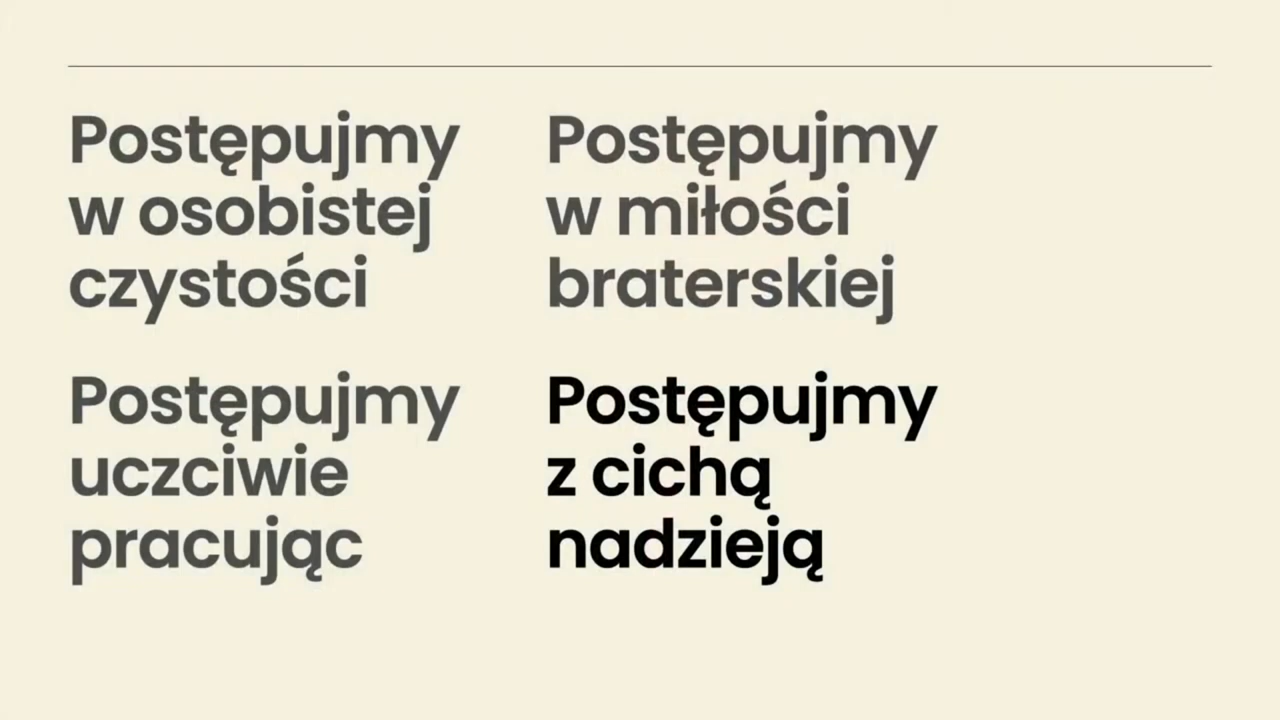 Postępujmy
w osobistej
czystości
Postępujmy
w miłości
braterskiej
Postępujmy
uczciwie
pracując
Postępujmy
z cichą
nadzieją